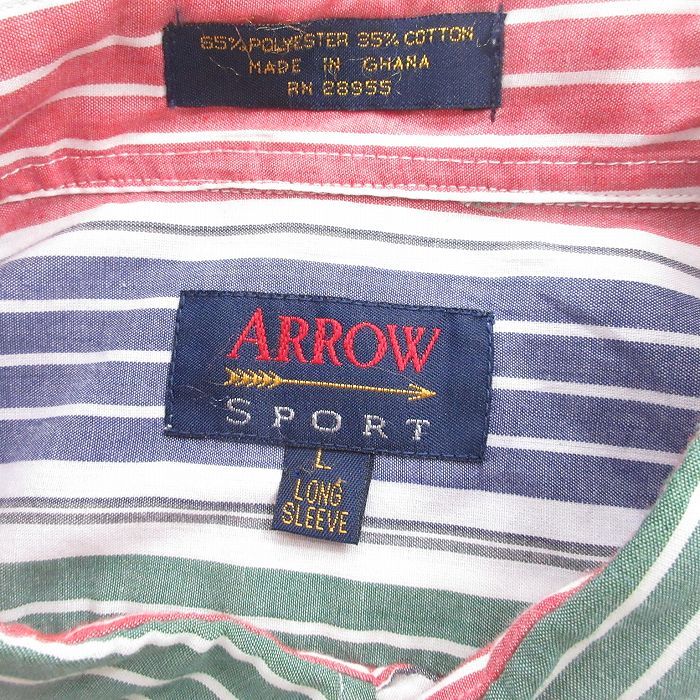 65% POLYESTER 35% COTTON
MADE IN GHANA
RN 28955
ARROW
SPORT
L
LONG
SLEEVE